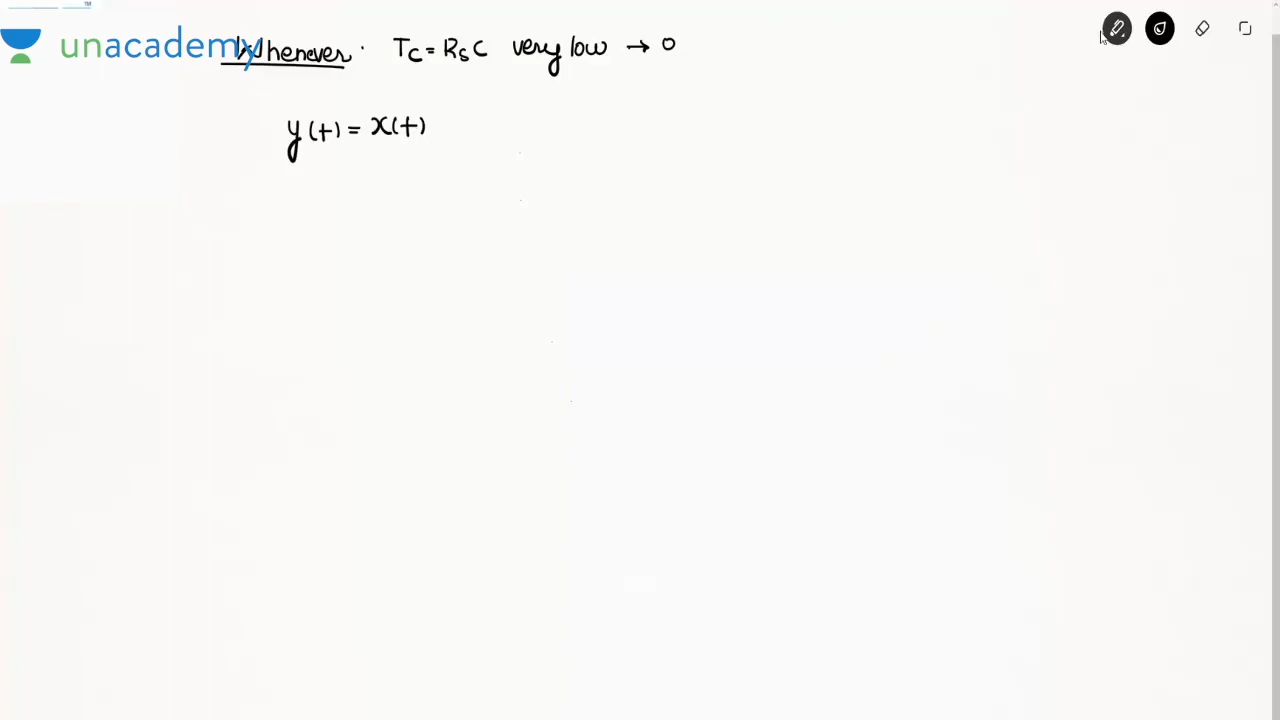 unacademy
Whenever. Tc = RsC very low → 0
y(t) = x(t)